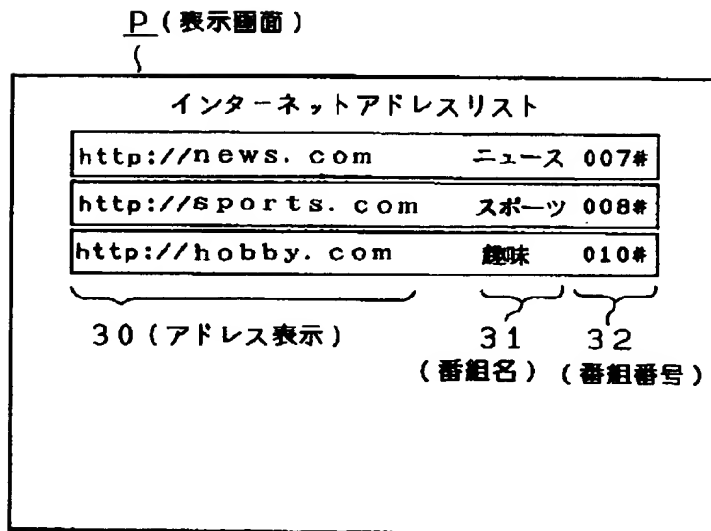 P(表示画面)
インターネットアドレスリスト
http://news.com ニュース 007#
http://sports.com スポーツ 008#
http://hobby.com 趣味 010#
30(アドレス表示) 31 32
(番組名) (番組番号)